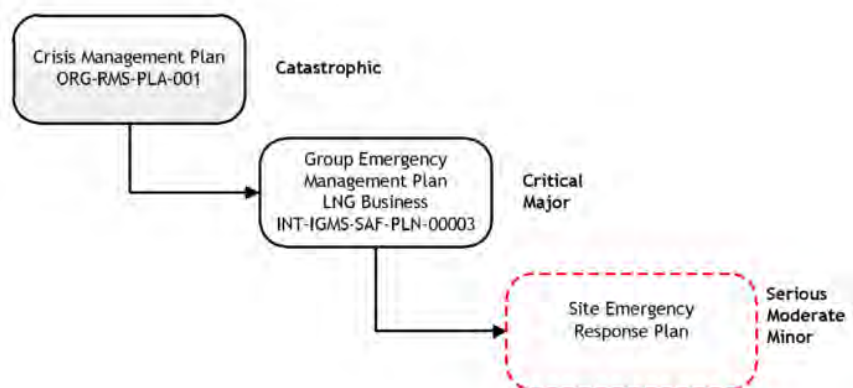 Crisis Management Plan
ORG-RMS-PLA-001
Catastrophic
Group Emergency
Management Plan
LNG Business
INT-IGMS-SAF-PLN-00003
Critical
Major
Site Emergency
Response Plan
Serious
Moderate
Minor